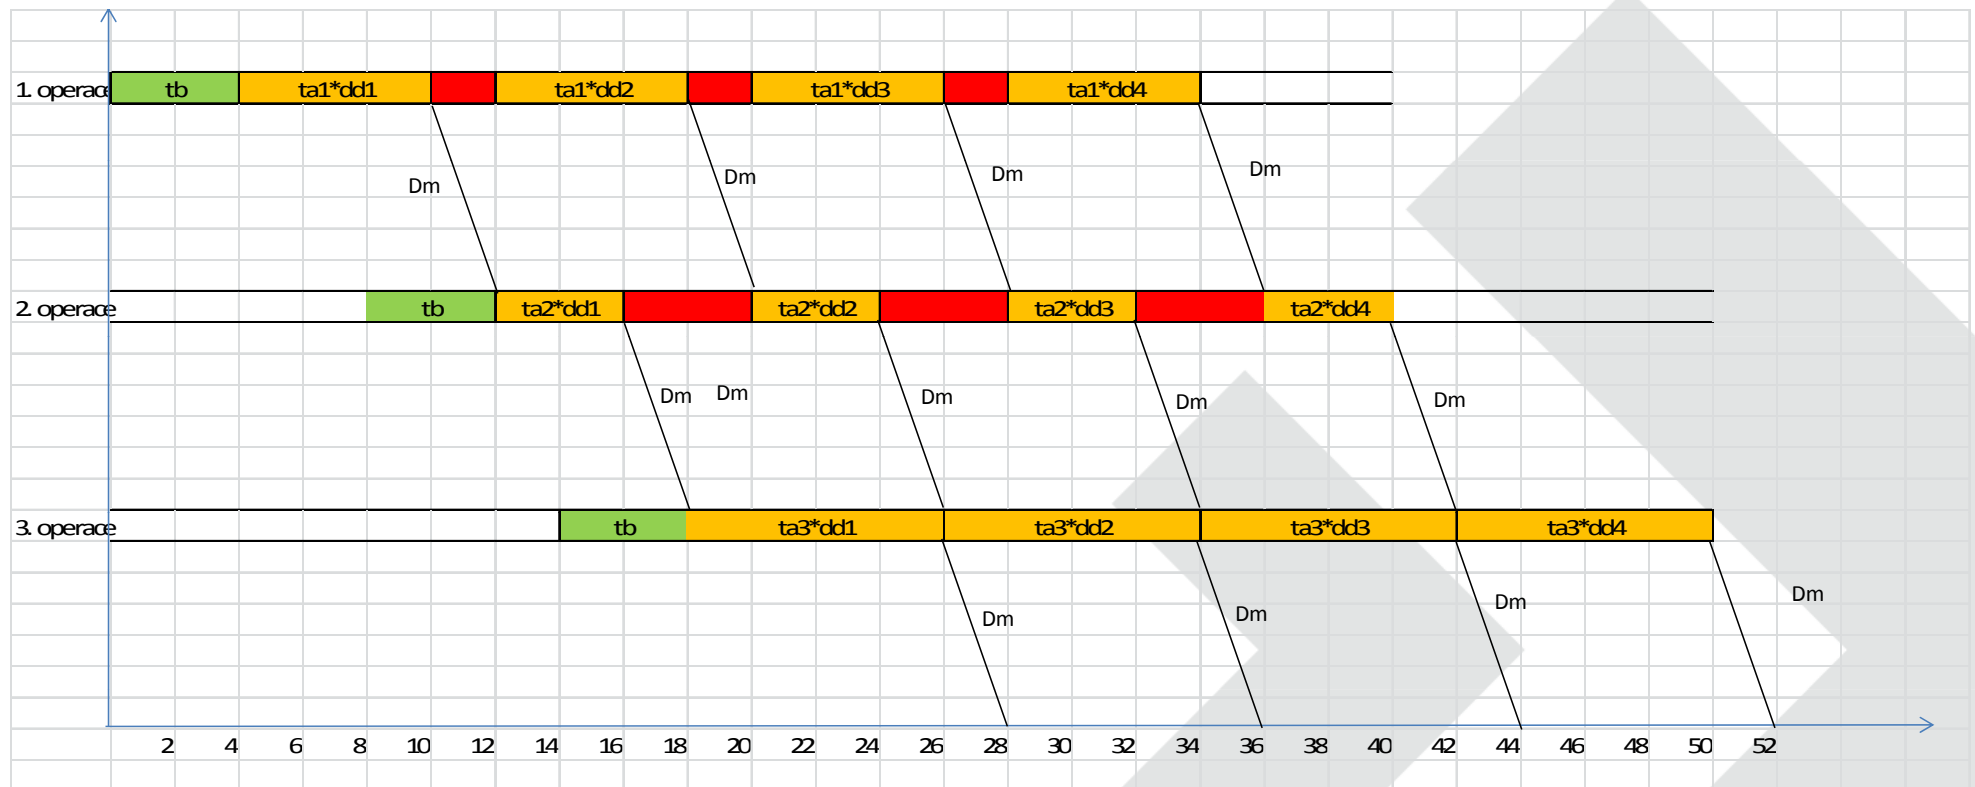 1. operace tb ta1*dd1 ta1*dd2 ta1*dd3 ta1*dd4
Dm Dm Dm Dm
2. operace tb ta2*dd1 ta2*dd2 ta2*dd3 ta2*dd4
Dm Dm Dm Dm Dm
3. operace tb ta3*dd1 ta3*dd2 ta3*dd3 ta3*dd4
Dm Dm Dm Dm
2 4 6 8 10 12 14 16 18 20 22 24 26 28 30 32 34 36 38 40 42 44 46 48 50 52